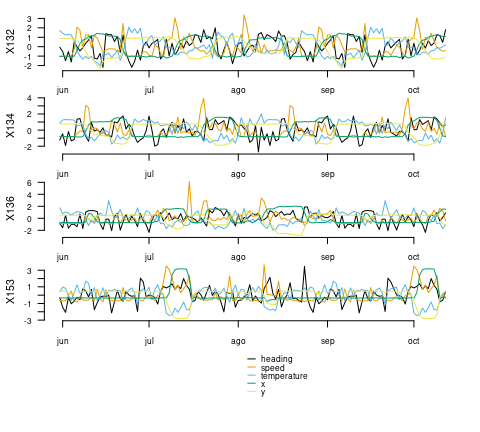 X132
3
2
1
0
-1
-2
jun
jul
ago
sep
oct
X134
4
2
0
-2
jun
jul
ago
sep
oct
X136
6
4
2
0
-2
jun
jul
ago
sep
oct
X153
3
1
-1
-3
jun
jul
ago
sep
oct
heading
speed
temperature
x
y